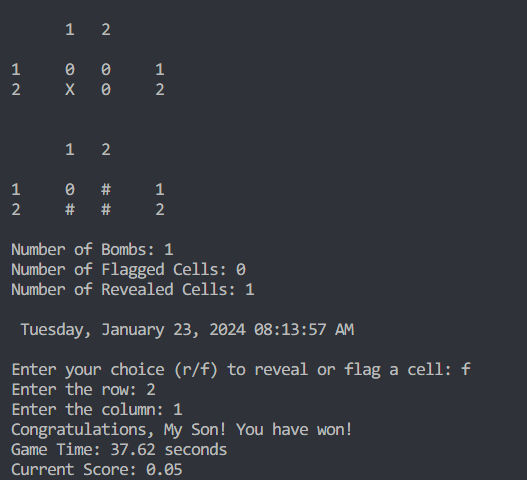 1 2
1 0 0 1
2 X 0 2
1 2
1 0 # 1
2 # # 2
Number of Bombs: 1
Number of Flagged Cells: 0
Number of Revealed Cells: 1
Tuesday, January 23, 2024 08:13:57 AM
Enter your choice (r/f) to reveal or flag a cell: f
Enter the row: 2
Enter the column: 1
Congratulations, My Son! You have won!
Game Time: 37.62 seconds
Current Score: 0.05